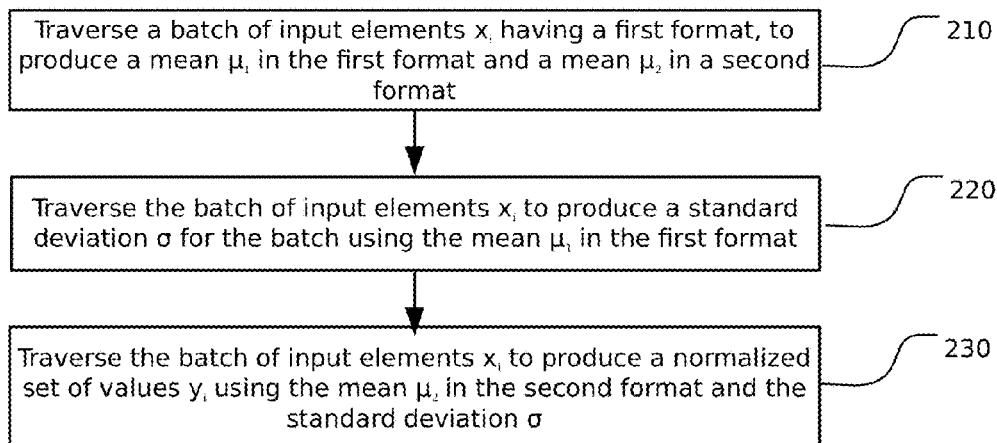 Traverse a batch of input elements xᵢ having a first format, to
produce a mean μ₁ in the first format and a mean μ₂ in a second
format
210
Traverse the batch of input elements xᵢ to produce a standard
deviation σ for the batch using the mean μ₁ in the first format
220
Traverse the batch of input elements xᵢ to produce a normalized
set of values yᵢ using the mean μ₂ in the second format and the
standard deviation σ
230